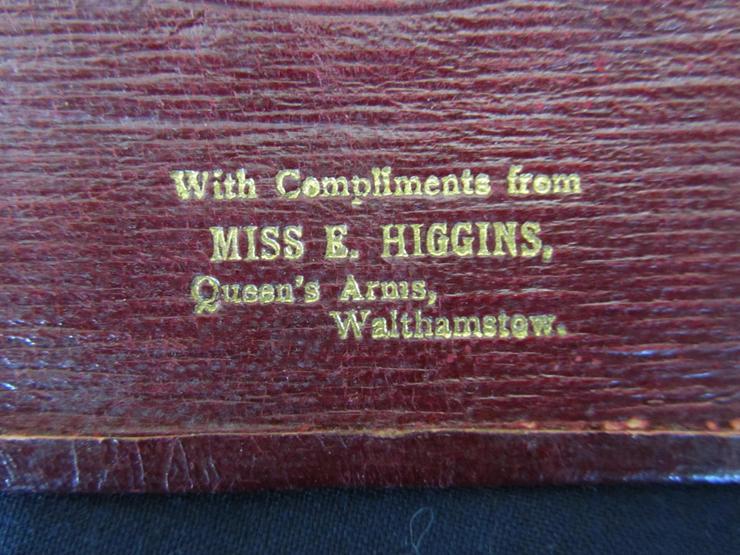 With Compliments from
MISS E. HIGGINS,
Queen's Arms,
Walthamstow.